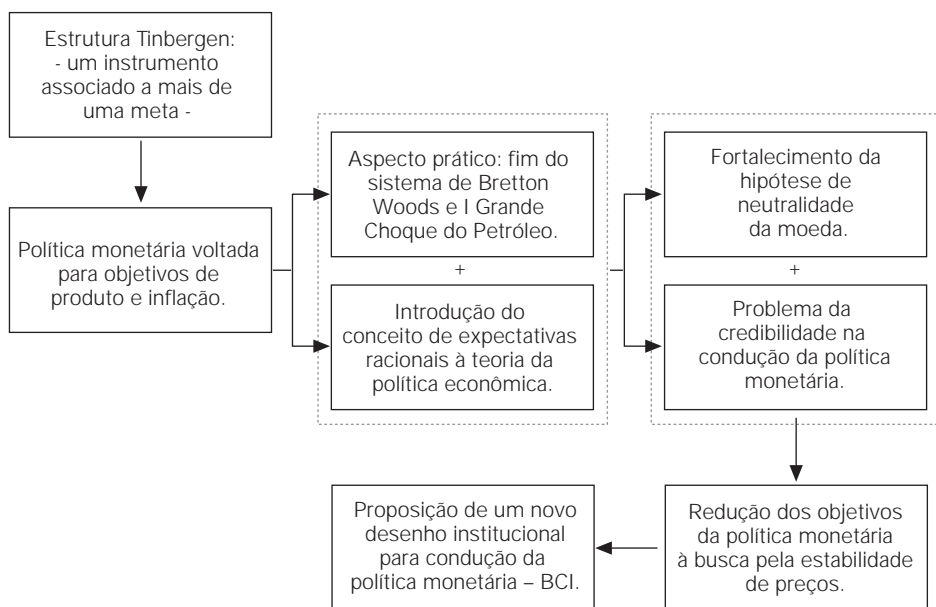 Estrutura Tinbergen:
- um instrumento
associado a mais de
uma meta -
Política monetária voltada
para objetivos de
produto e inflação.
Aspecto prático: fim do
sistema de Bretton
Woods e I Grande
Choque do Petróleo.
+
Introdução do
conceito de expectativas
racionais à teoria da
política econômica.
Fortalecimento da
hipótese de
neutralidade
da moeda.
+
Problema da
credibilidade na
condução da política
monetária.
Redução dos objetivos
da política monetária
à busca pela estabilidade
de preços.
Proposição de um novo
desenho institucional
para condução da
política monetária – BCI.